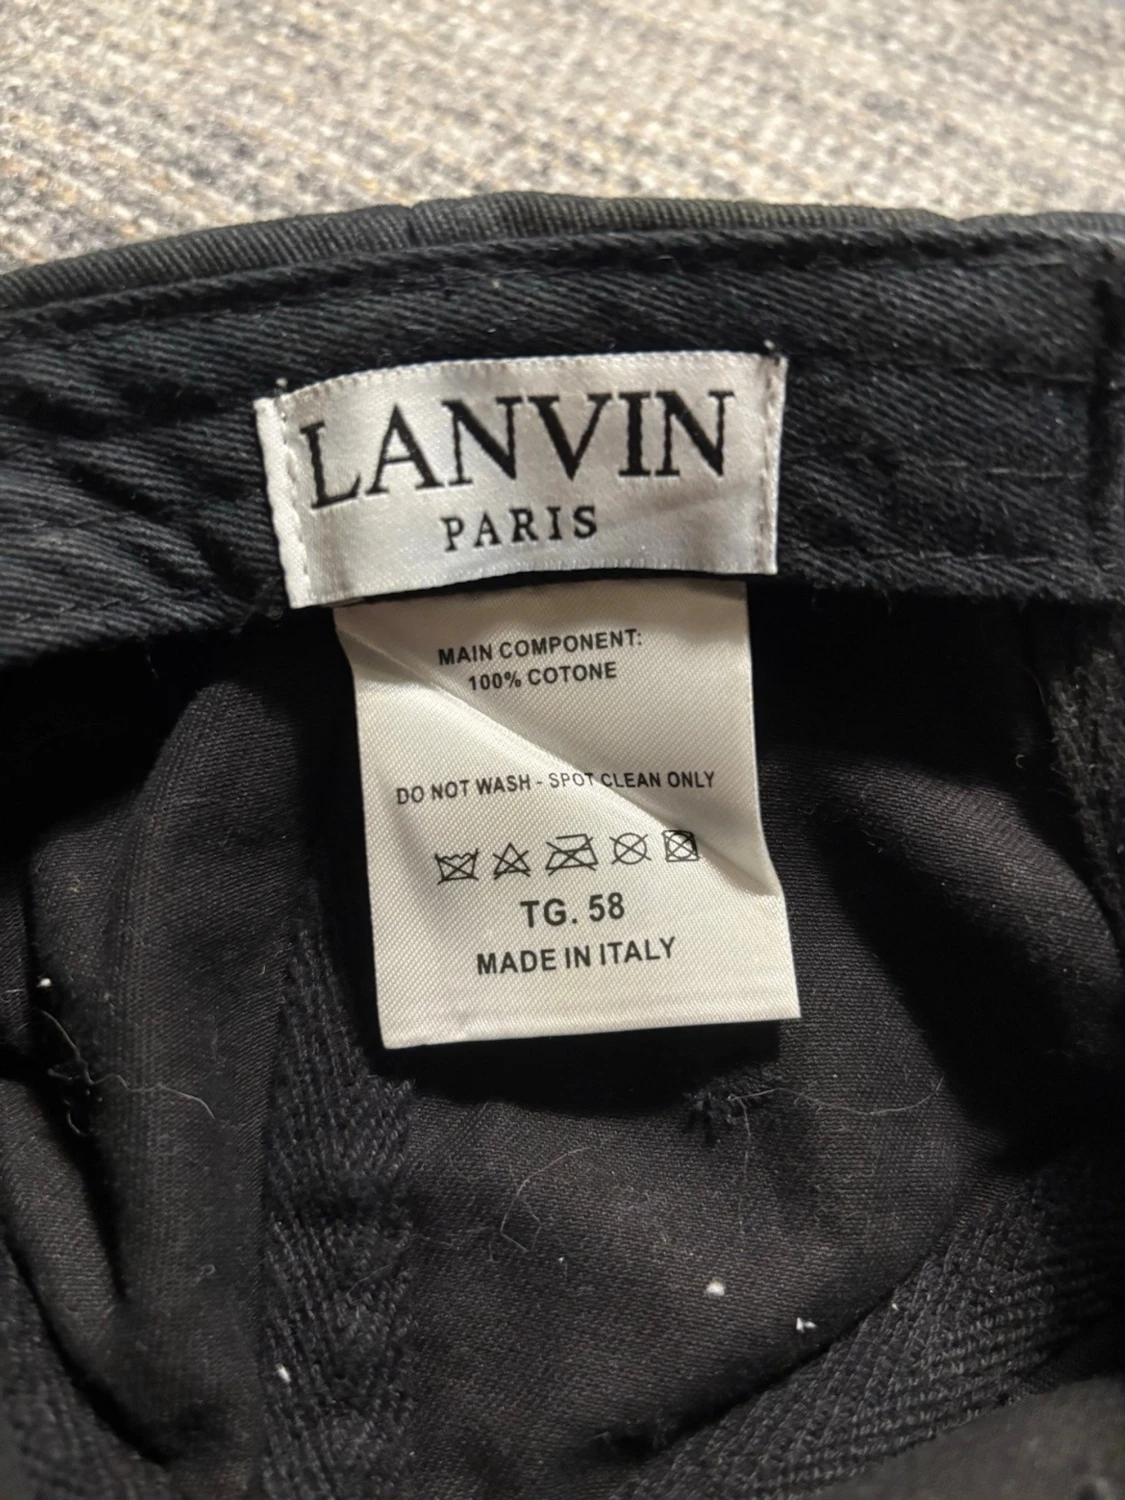 LANVIN
PARIS
MAIN COMPONENT:
100% COTONE
DO NOT WASH - SPOT CLEAN ONLY
TG. 58
MADE IN ITALY